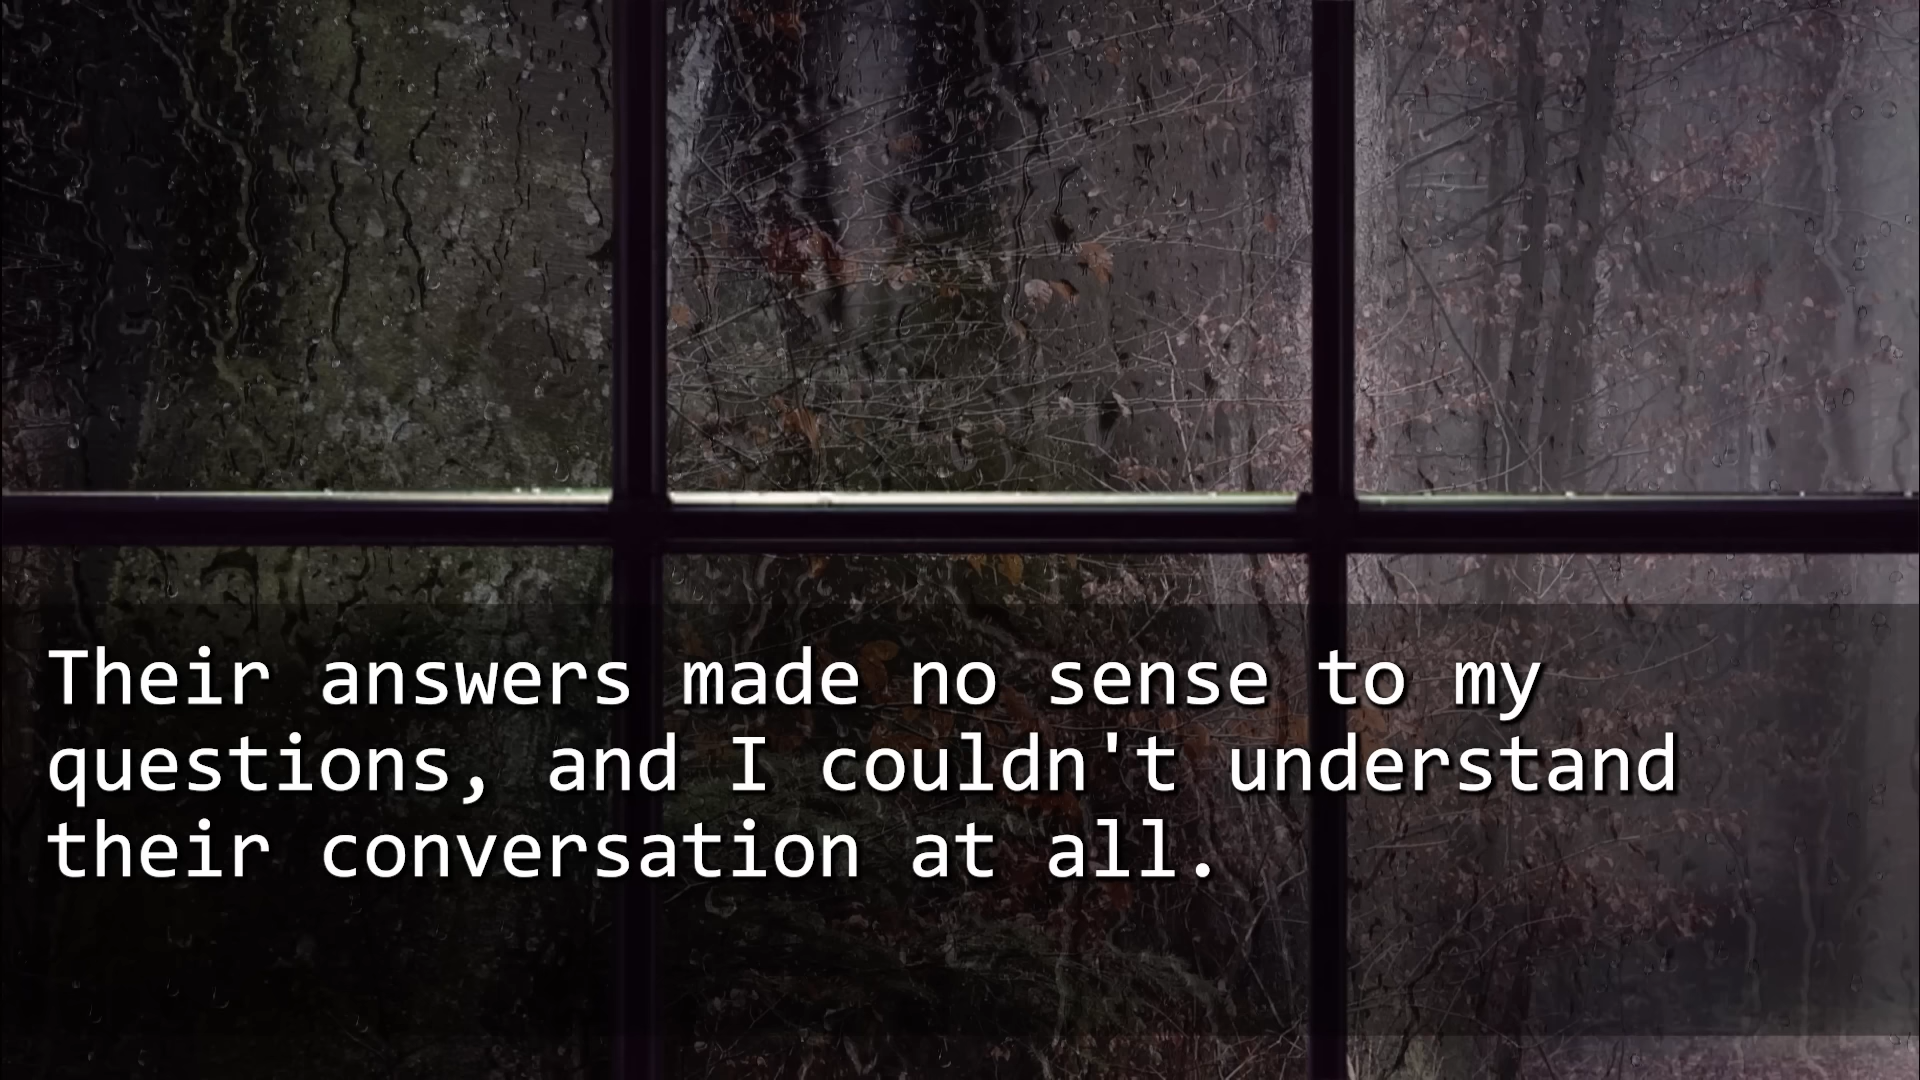 Their answers made no sense to my
questions, and I couldn't understand
their conversation at all.